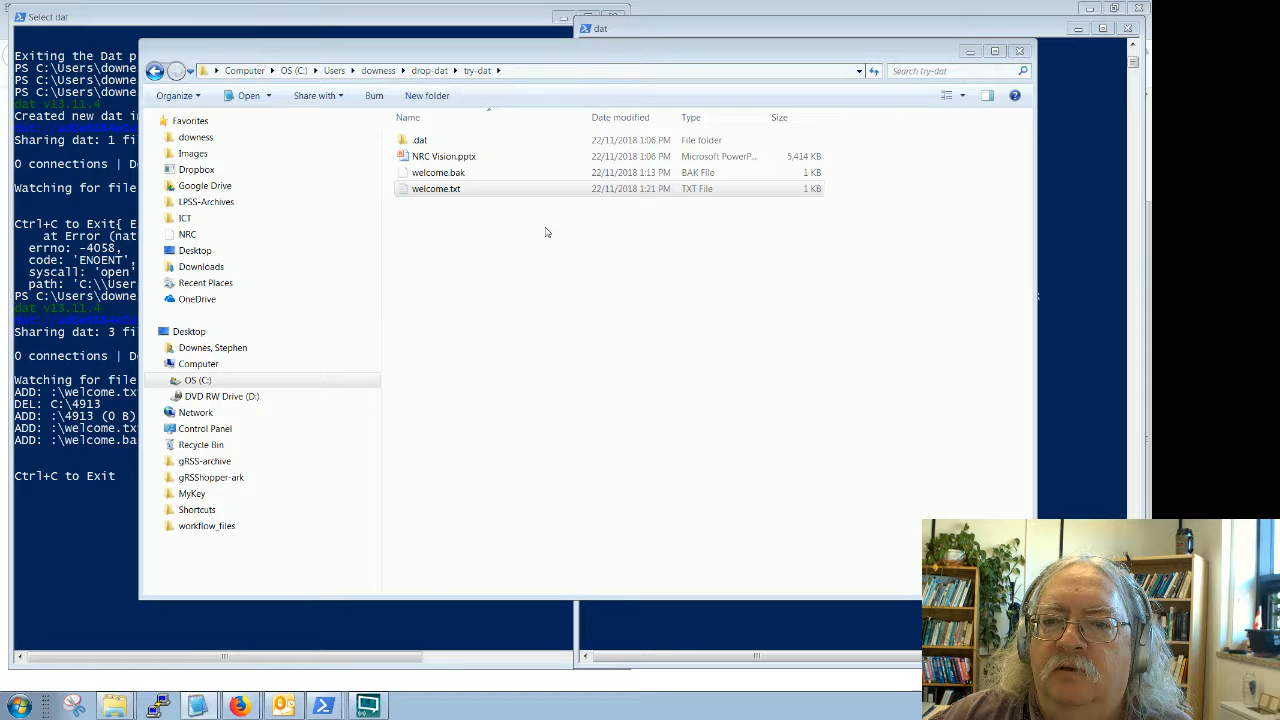 Select dat
dat
Exiting the Dat p
PS C:\Users\downe
PS C:\Users\downe
PS C:\Users\downe
dat v13.11.4
Created new dat i
Sharing dat: 1 fi
0 connections | D
Watching for file
Ctrl+C to Exit{ E
at Error (nat
errno: -4058,
code: 'ENOENT',
syscall: 'open'
path: 'C:\\User
PS C:\Users\downe
dat v13.11.4
Sharing dat: 3 fi
0 connections | D
Watching for file
ADD: :\welcome.tx
DEL: C:\4913
ADD: :\4913 (0 B)
ADD: :\welcome.tx
ADD: :\welcome.ba
Ctrl+C to Exit
Computer OS (C:) Users downess try-dat
Search try-dat
Organize Open Share with Burn New folder
Favorites
downess
Images
Dropbox
Google Drive
LPSS-Archives
ICT
NRC
Desktop
Downloads
Recent Places
OneDrive
Desktop
Downes, Stephen
Computer
OS (C:)
DVD RW Drive (D:)
Network
Control Panel
Recycle Bin
gRSS-archive
gRSShopper-ark
MyKey
Shortcuts
workflow_files
Name Date modified Type Size
.dat 22/11/2018 1:06 PM File folder
NRC Vision.pptx 22/11/2018 1:06 PM Microsoft PowerP... 5,414 KB
welcome.bak 22/11/2018 1:13 PM BAK File 1 KB
welcome.txt 22/11/2018 1:21 PM TXT File 1 KB